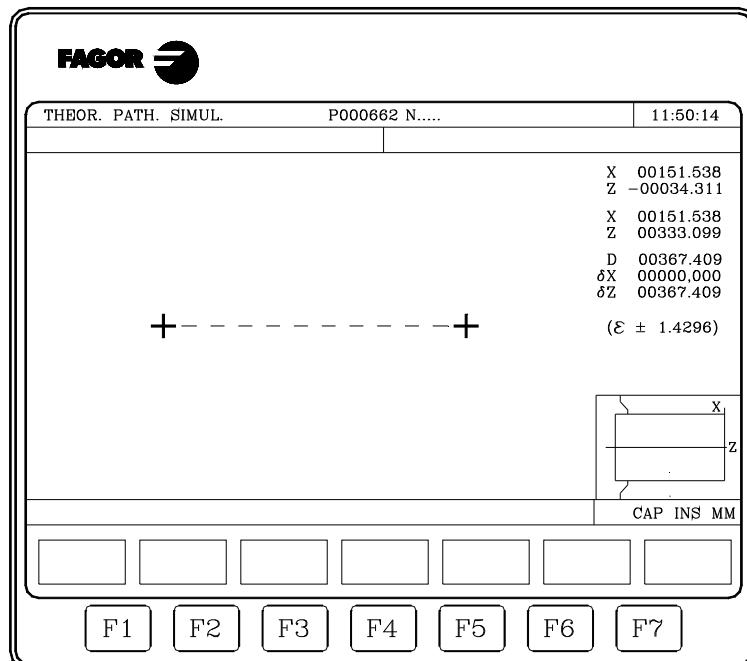 FAGOR
THEOR. PATH. SIMUL. P000662 N..... 11:50:14
X 00151.538
Z -00034.311
X 00151.538
Z 00333.099
D 00367.409
δX 00000,000
δZ 00367.409
(ℰ ± 1.4296)
X
Z
CAP INS MM
F1 F2 F3 F4 F5 F6 F7